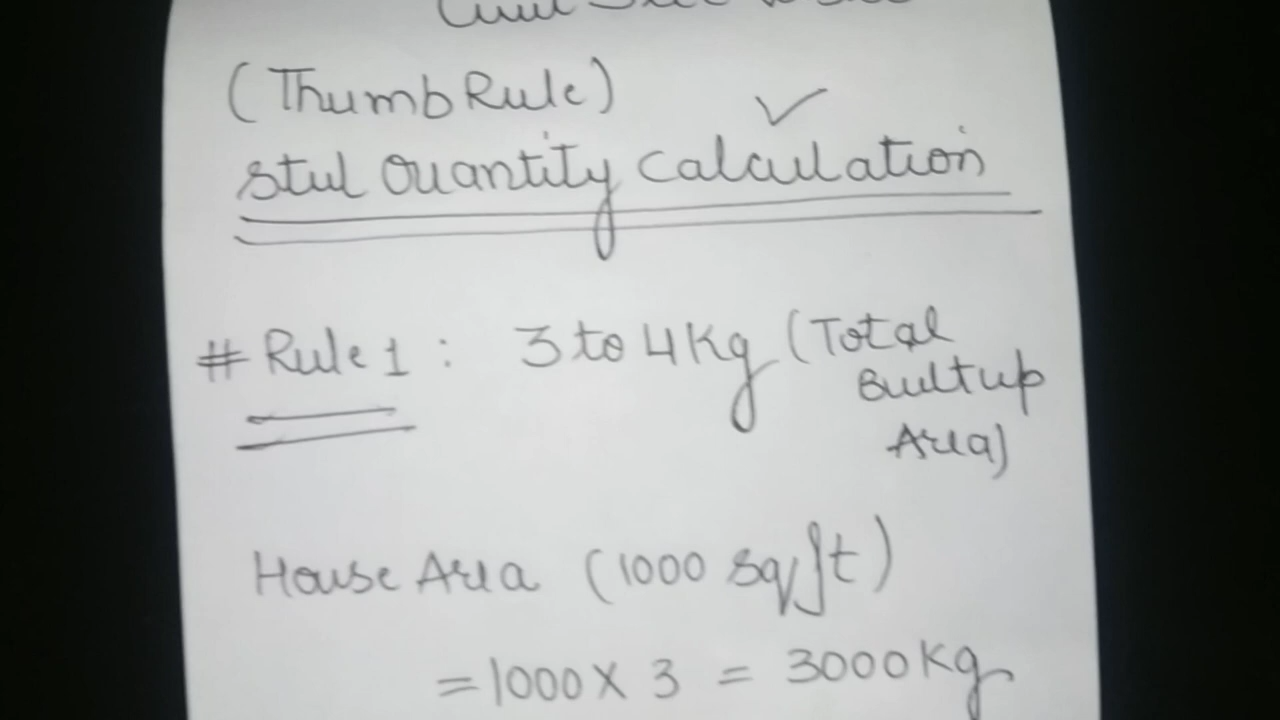 (Thumb Rule)
Steel Quantity Calculation
# Rule 1 : 3 to 4 Kg (Total
Builtup
Area)
House Area (1000 sqft)
= 1000 X 3 = 3000 Kg